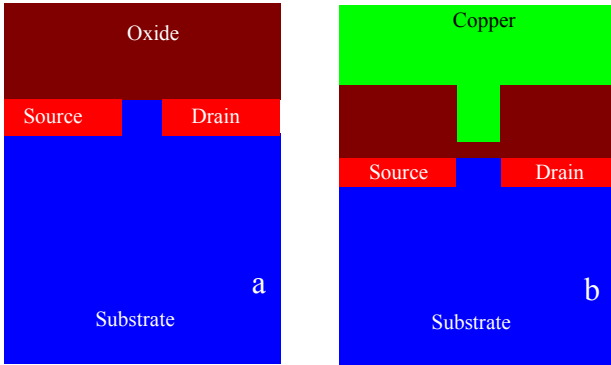 Oxide
Source
Drain
a
Substrate
Copper
Source
Drain
b
Substrate